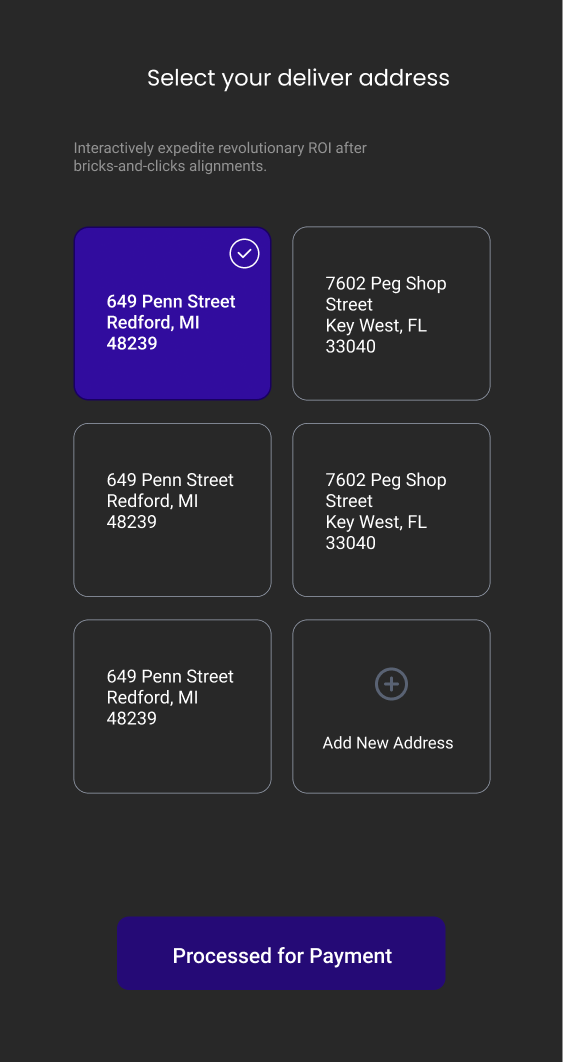 Select your deliver address
Interactively expedite revolutionary ROI after
bricks-and-clicks alignments.
649 Penn Street
Redford, MI
48239
7602 Peg Shop
Street
Key West, FL
33040
649 Penn Street
Redford, MI
48239
7602 Peg Shop
Street
Key West, FL
33040
649 Penn Street
Redford, MI
48239
Add New Address
Processed for Payment